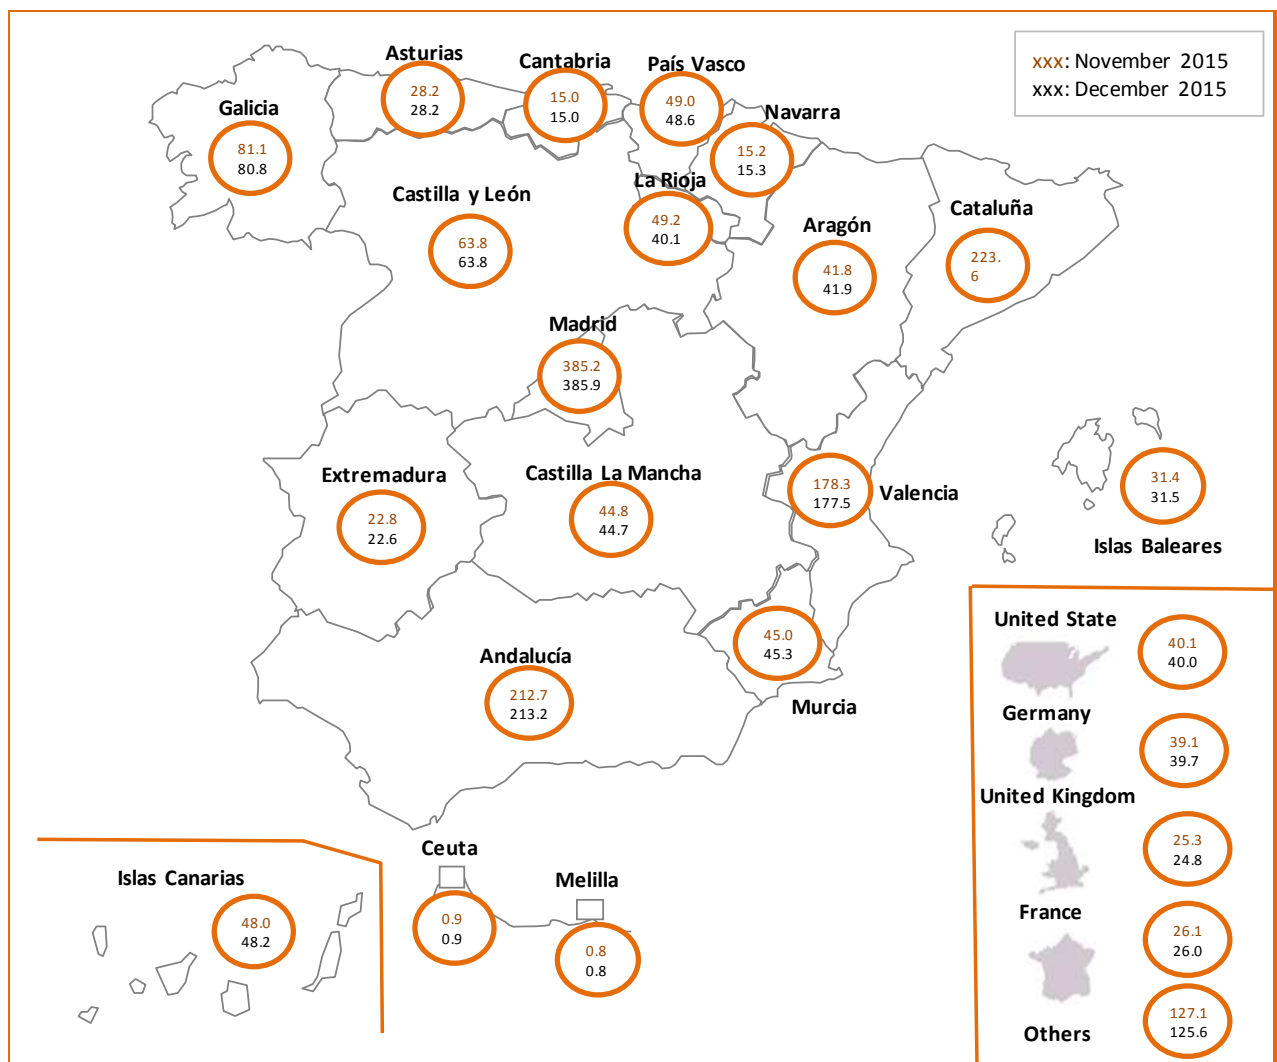 xxx: November 2015
xxx: December 2015
Asturias
28.2
28.2
Cantabria
15.0
15.0
País Vasco
49.0
48.6
Navarra
15.2
15.3
Galicia
81.1
80.8
Castilla y León
63.8
63.8
La Rioja
49.2
40.1
Aragón
41.8
41.9
Cataluña
223.
6
Madrid
385.2
385.9
Extremadura
22.8
22.6
Castilla La Mancha
44.8
44.7
178.3
177.5
Valencia
31.4
31.5
Islas Baleares
Andalucía
212.7
213.2
45.0
45.3
Murcia
United State
40.1
40.0
Germany
39.1
39.7
United Kingdom
25.3
24.8
France
26.1
26.0
Others
127.1
125.6
Islas Canarias
48.0
48.2
Ceuta
0.9
0.9
Melilla
0.8
0.8